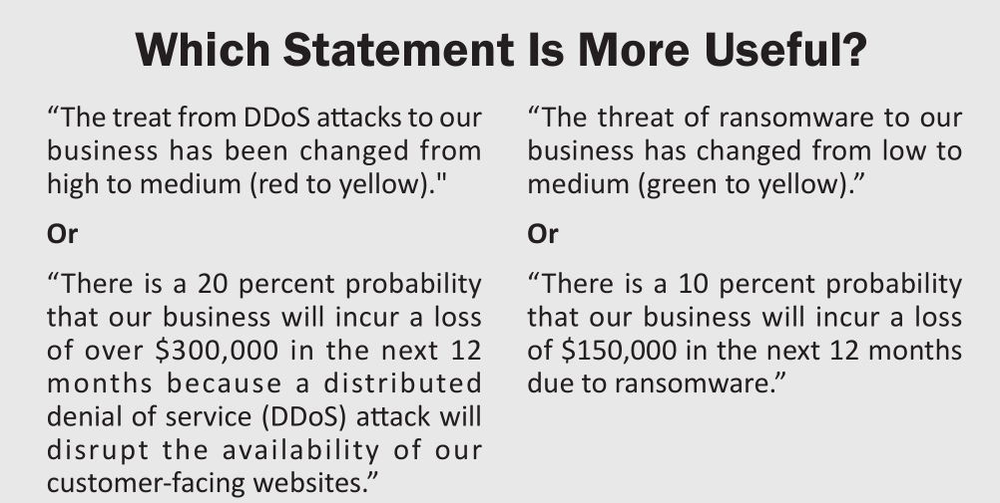 Which Statement Is More Useful?
“The treat from DDoS attacks to our
business has been changed from
high to medium (red to yellow)."
Or
“There is a 20 percent probability
that our business will incur a loss
of over $300,000 in the next 12
months because a distributed
denial of service (DDoS) attack will
disrupt the availability of our
customer-facing websites.”
“The threat of ransomware to our
business has changed from low to
medium (green to yellow).”
Or
“There is a 10 percent probability
that our business will incur a loss
of $150,000 in the next 12 months
due to ransomware.”